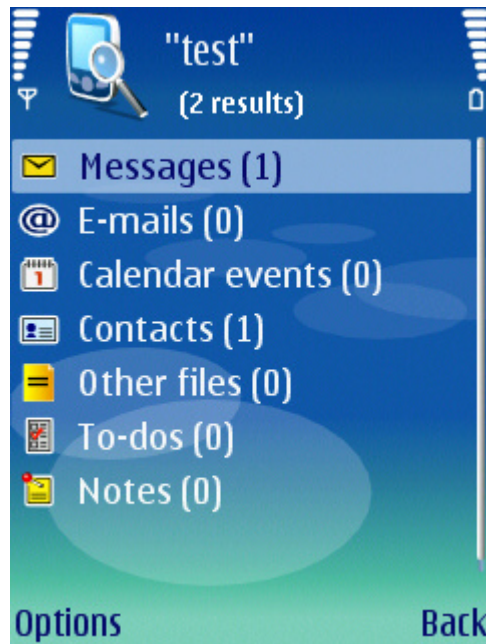 "test"
(2 results)
Messages (1)
E-mails (0)
Calendar events (0)
1
Contacts (1)
Other files (0)
To-dos (0)
Notes (0)
Options Back